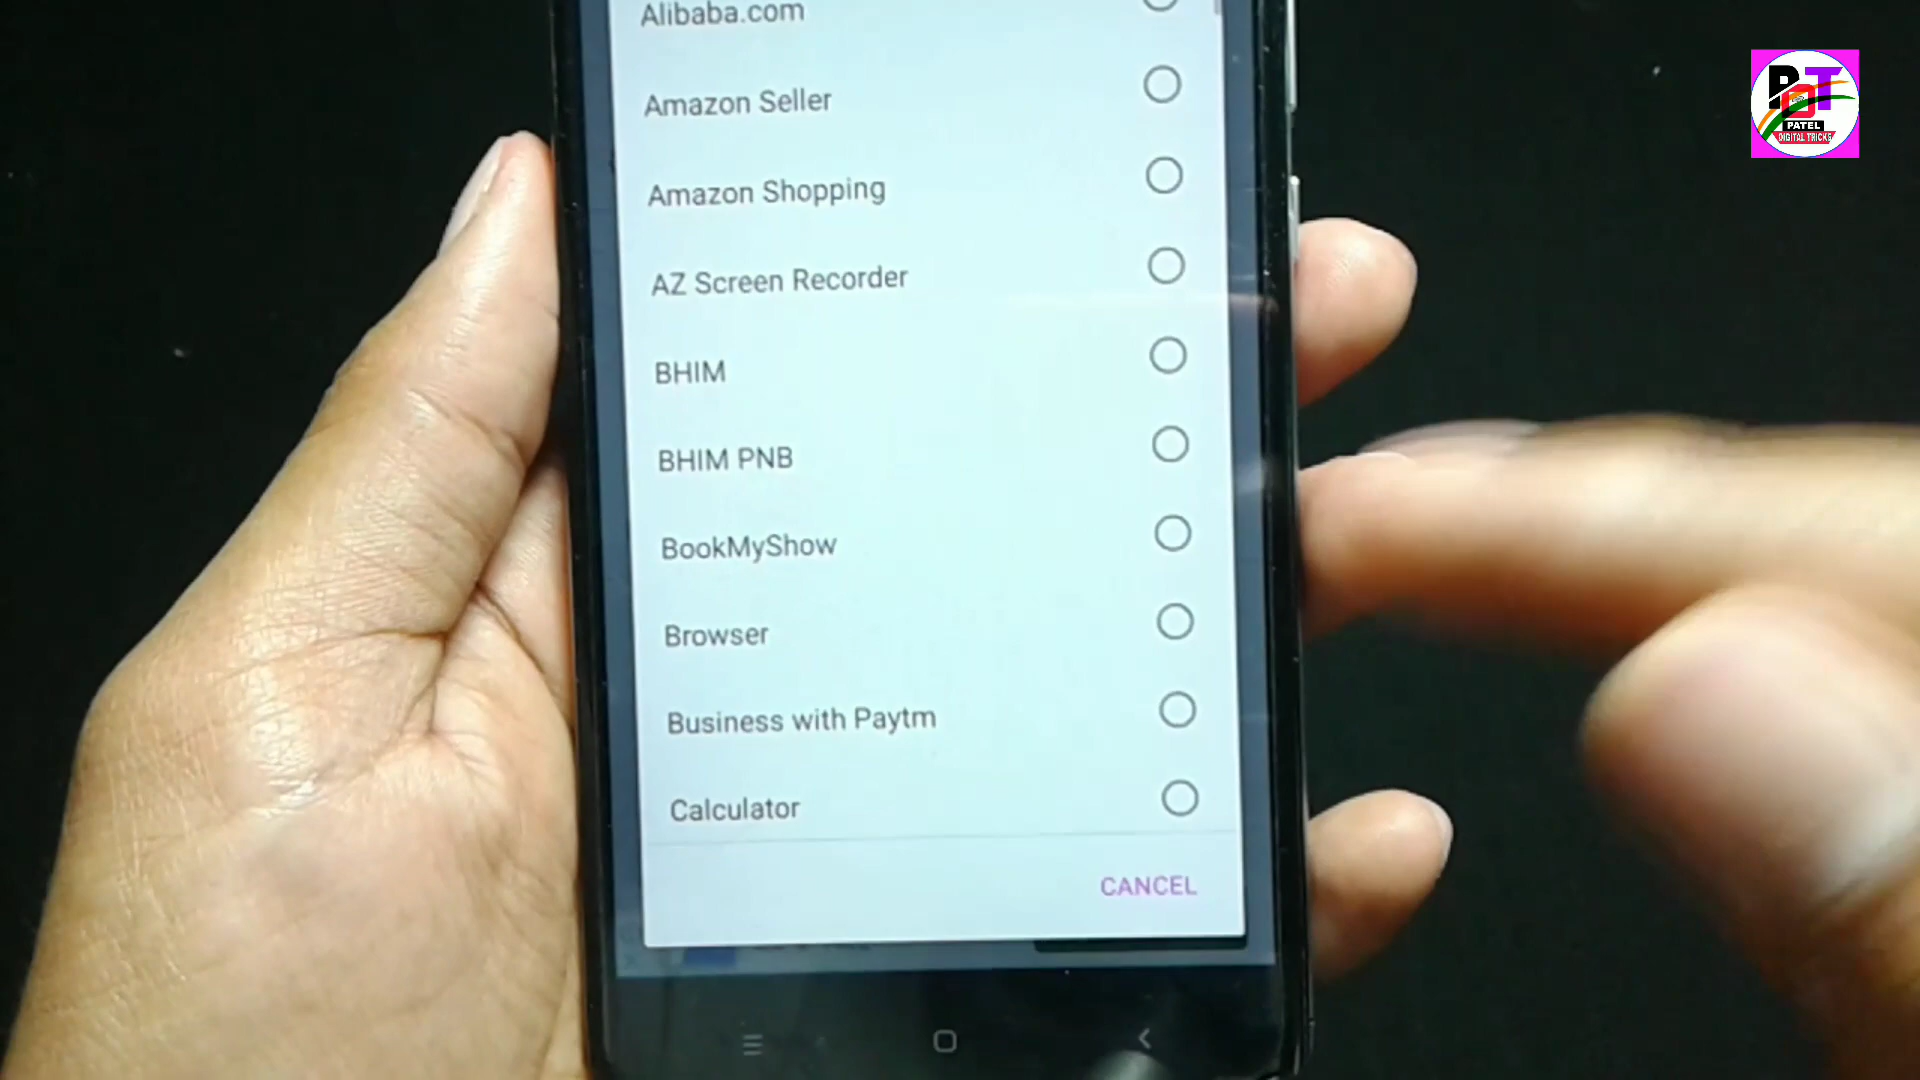 Alibaba.com
Amazon Seller
Amazon Shopping
AZ Screen Recorder
BHIM
BHIM PNB
BookMyShow
Browser
Business with Paytm
Calculator
CANCEL
PDT
PATEL
DIGITAL TRICKS